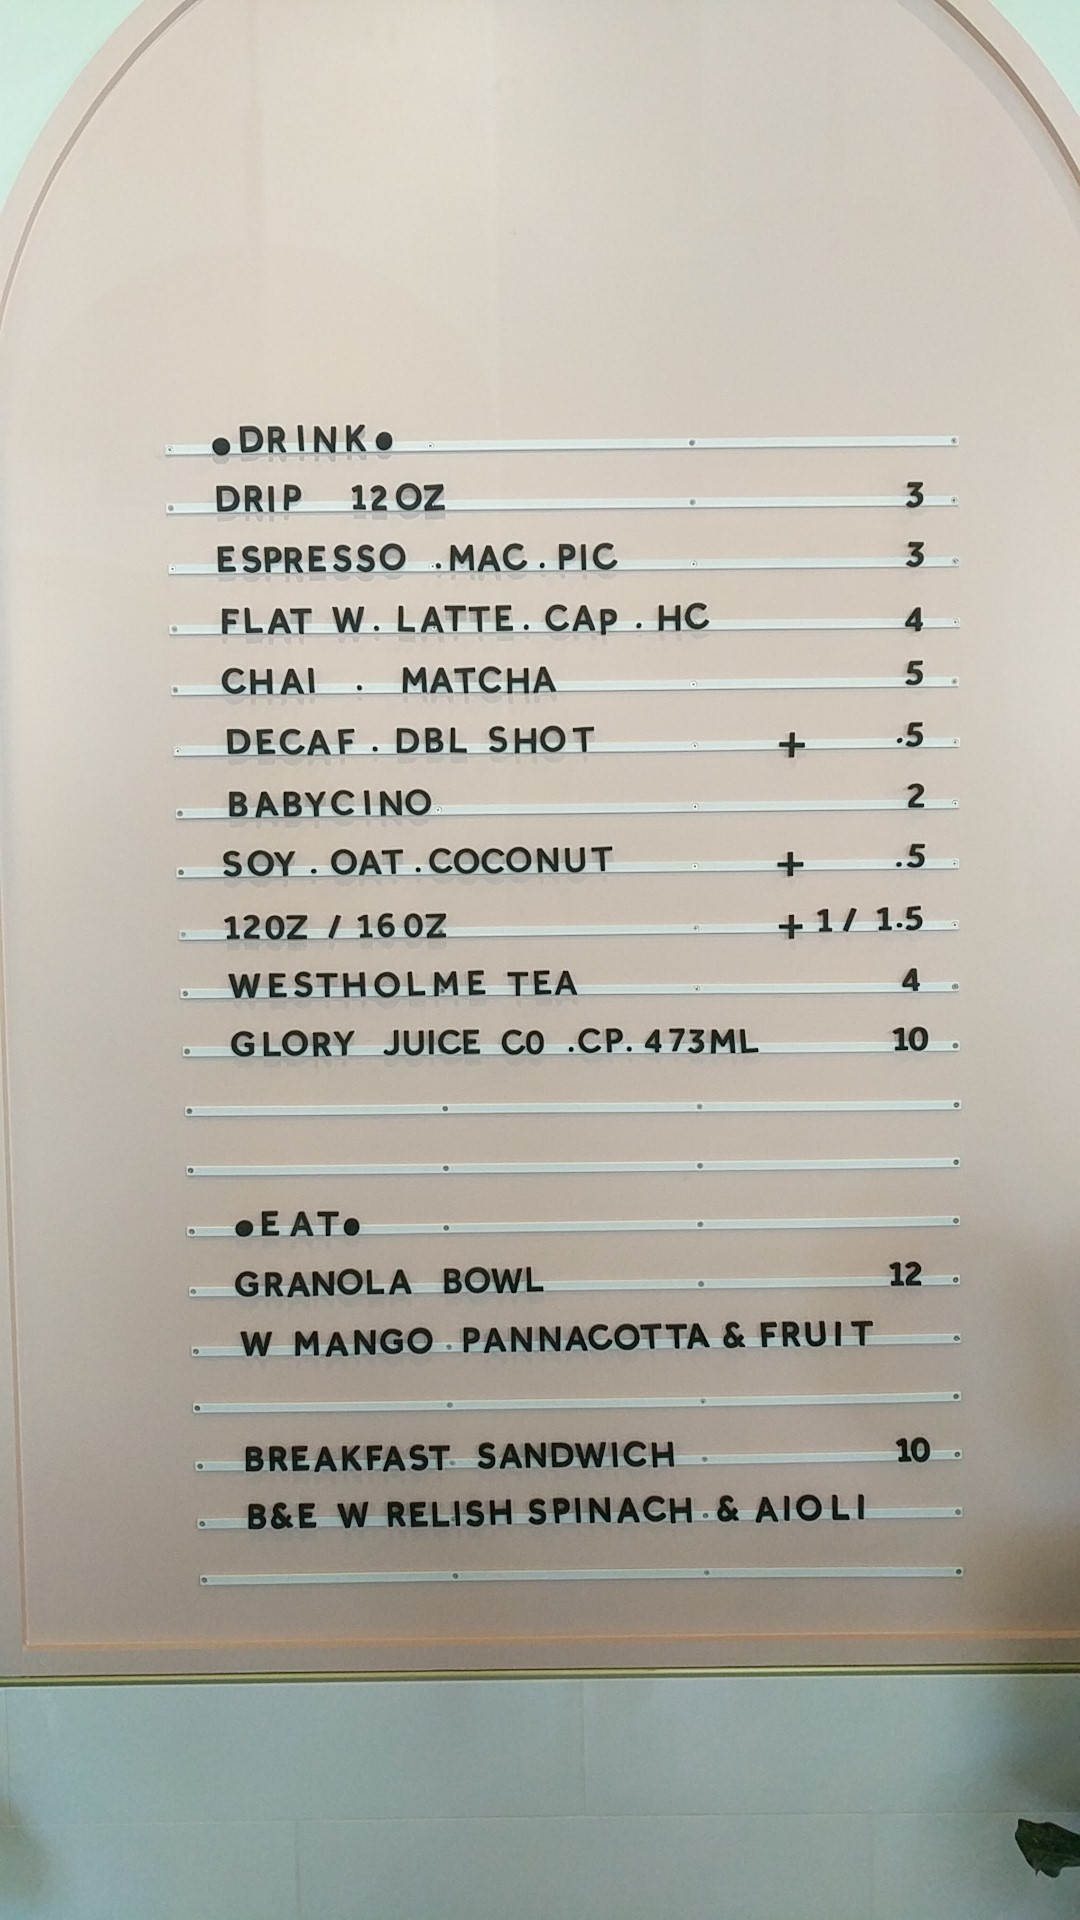 ●DRINK●
DRIP 12OZ 3
ESPRESSO .MAC.PIC 3
FLAT W. LATTE. CAP . HC 4
CHAI . MATCHA 5
DECAF . DBL SHOT + .5
BABYCINO 2
SOY . OAT .COCONUT + .5
12OZ / 16OZ +1/ 1.5
WESTHOLME TEA 4
GLORY JUICE CO .CP. 473ML 10
●EAT●
GRANOLA BOWL 12
W MANGO PANNACOTTA & FRUIT
BREAKFAST SANDWICH 10
B&E W RELISH SPINACH & AIOLI